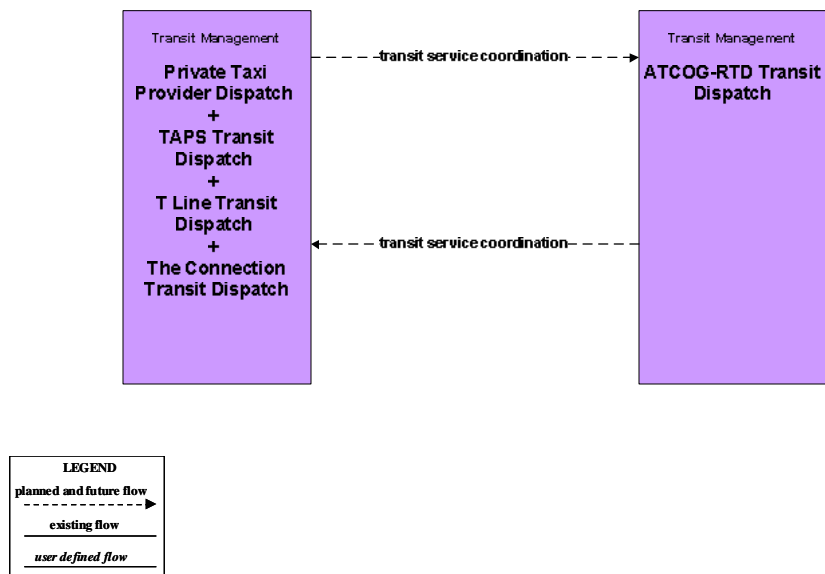 Transit Management
Private Taxi
Provider Dispatch
+
TAPS Transit
Dispatch
+
T Line Transit
Dispatch
+
The Connection
Transit Dispatch
transit service coordination
transit service coordination
Transit Management
ATCOG-RTD Transit
Dispatch
LEGEND
planned and future flow
existing flow
user defined flow